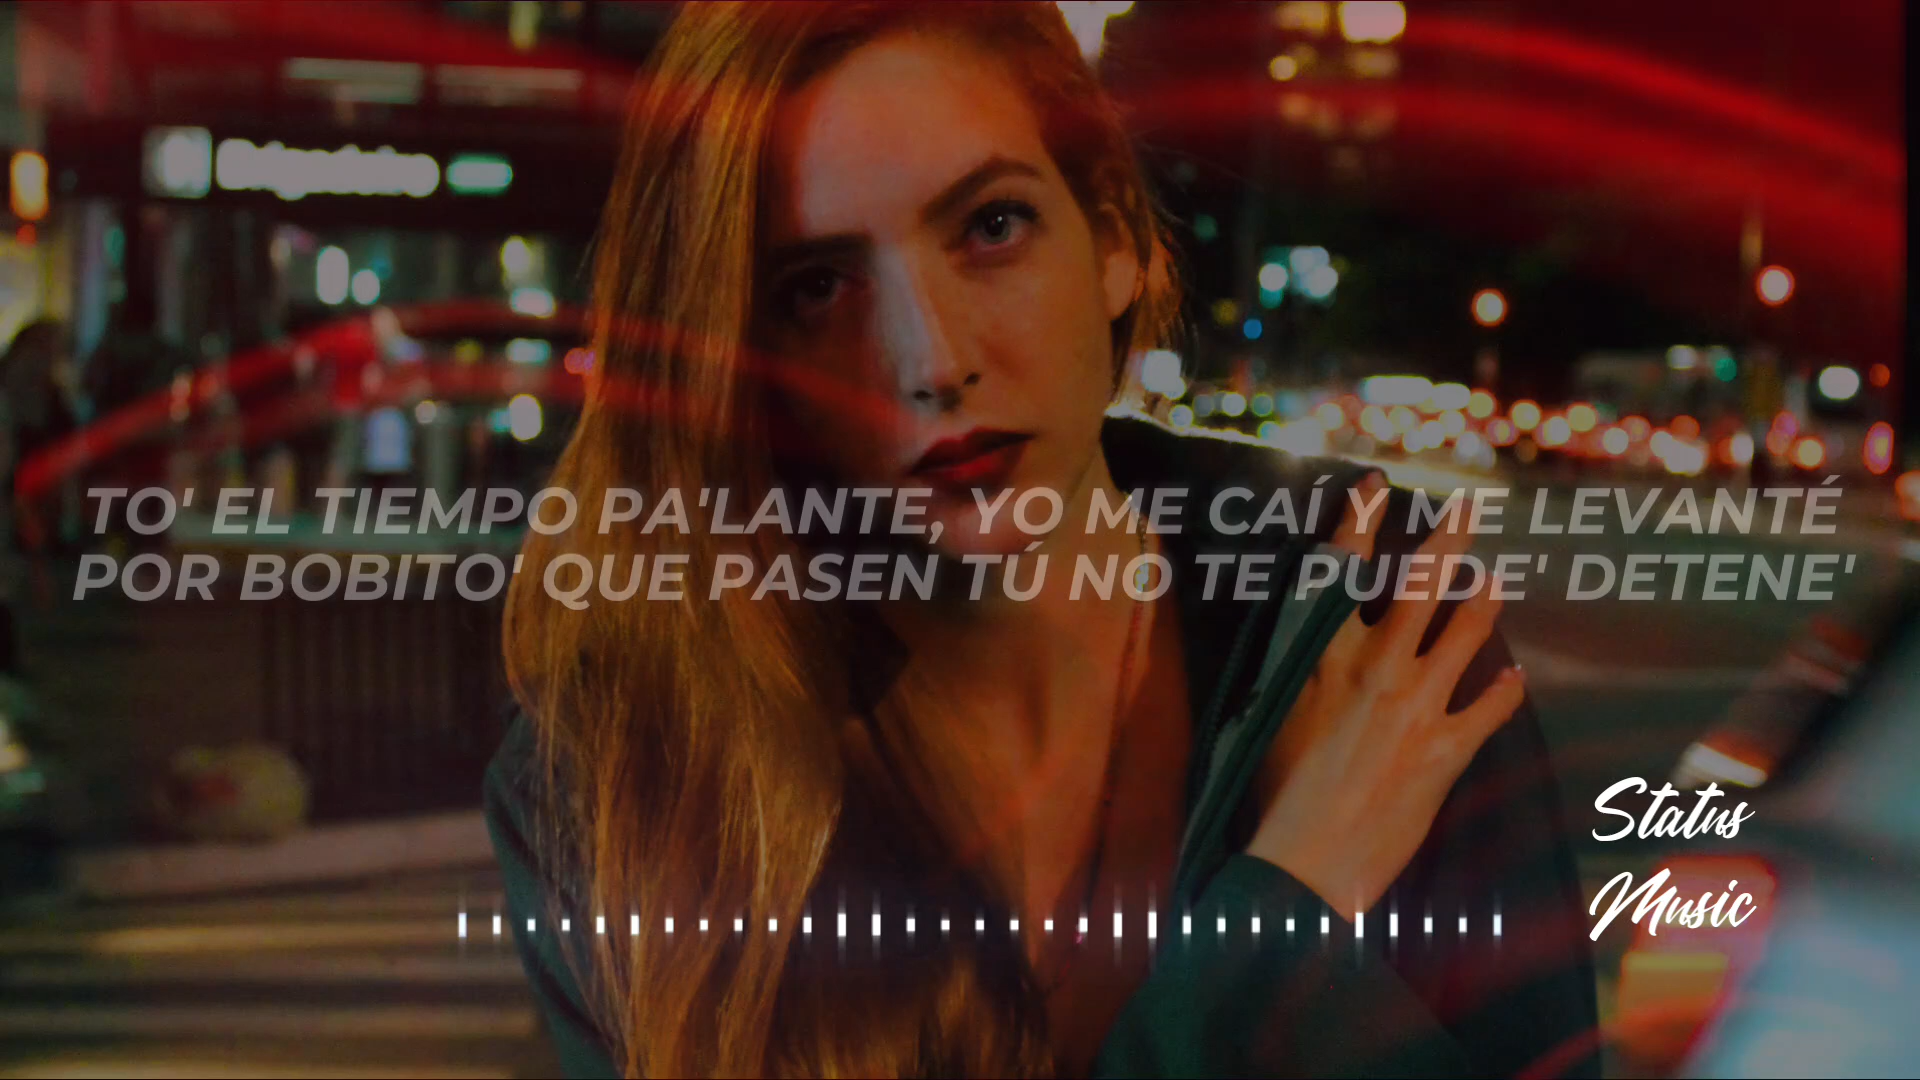 TO' EL TIEMPO PA'LANTE, YO ME CAÍ Y ME LEVANTÉ
POR BOBITO' QUE PASEN TÚ NO TE PUEDE' DETENE'
Status
Music